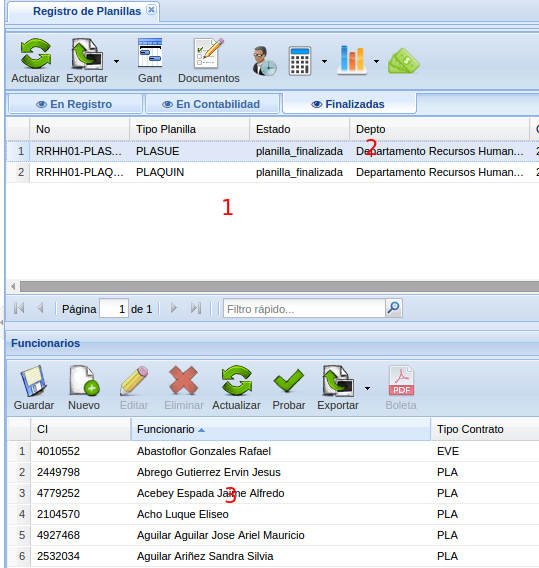 Registro de Planillas
Actualizar Exportar Gant Documentos
En Registro En Contabilidad Finalizadas
No Tipo Planilla Estado Depto
1 RRHH01-PLAS... PLASUE planilla_finalizada Departamento Recursos Human... 2
2 RRHH01-PLAQ... PLAQUIN planilla_finalizada Departamento Recursos Human...
2
1
Página 1 de 1 Filtro rápido...
Funcionarios
Guardar Nuevo Editar Eliminar Actualizar Probar Exportar PDF Boleta
CI Funcionario Tipo Contrato
1 4010552 Abastoflor Gonzales Rafael EVE
2 2449798 Abrego Gutierrez Ervin Jesus PLA
3 4779252 Acebey Espada Jaime Alfredo PLA
3
4 2104570 Acho Luque Eliseo PLA
5 4927468 Aguilar Aguilar Jose Ariel Mauricio PLA
6 2532034 Aguilar Ariñez Sandra Silvia PLA